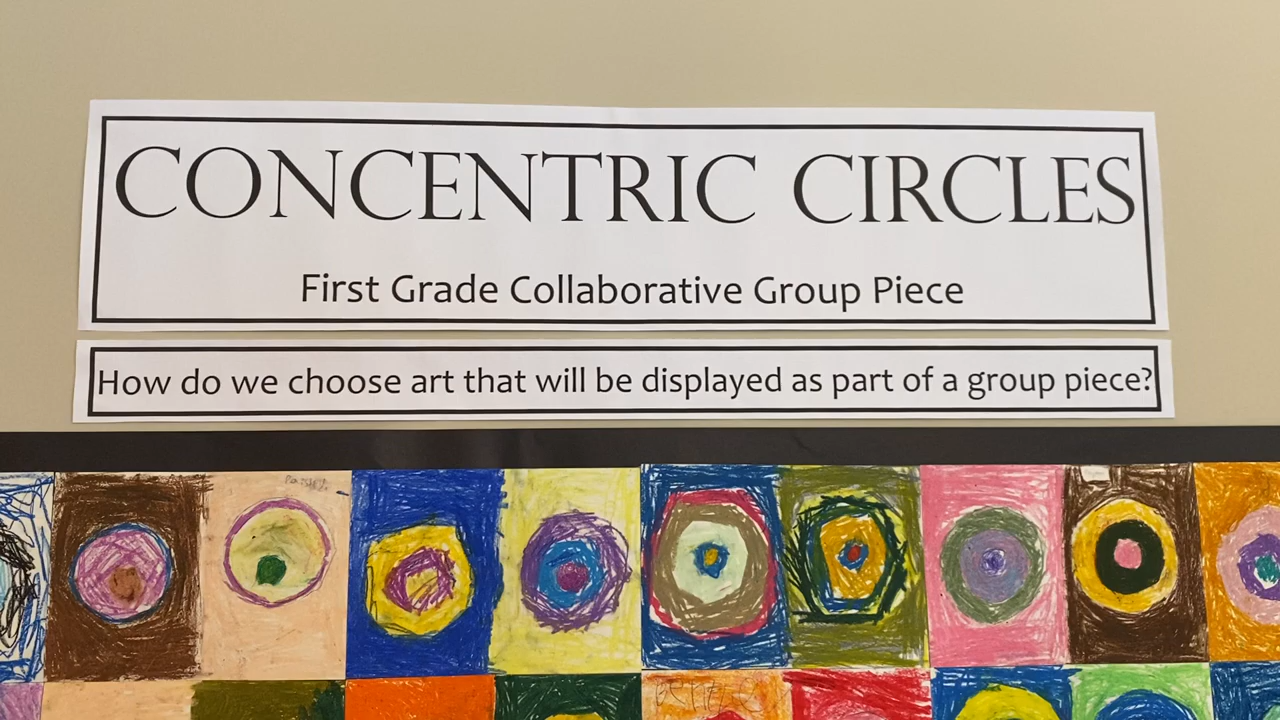 CONCENTRIC CIRCLES
First Grade Collaborative Group Piece
How do we choose art that will be displayed as part of a group piece?